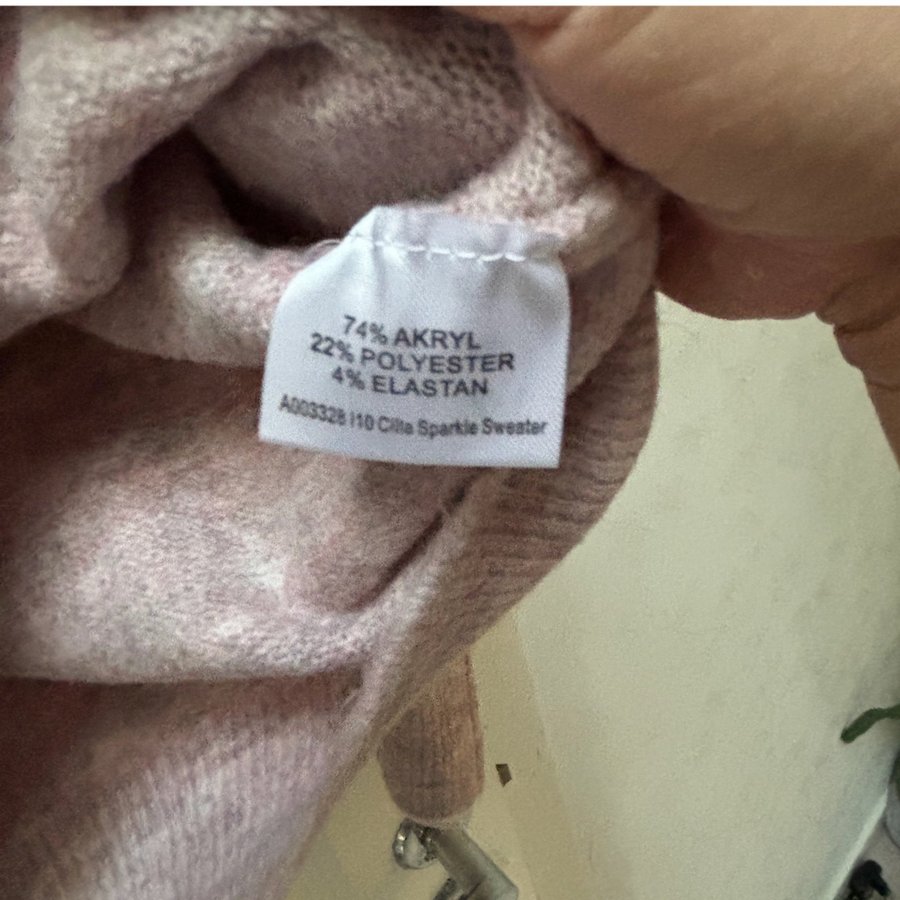 74% AKRYL
22% POLYESTER
4% ELASTAN
A003328 I10 Cilla Sparkle Sweater